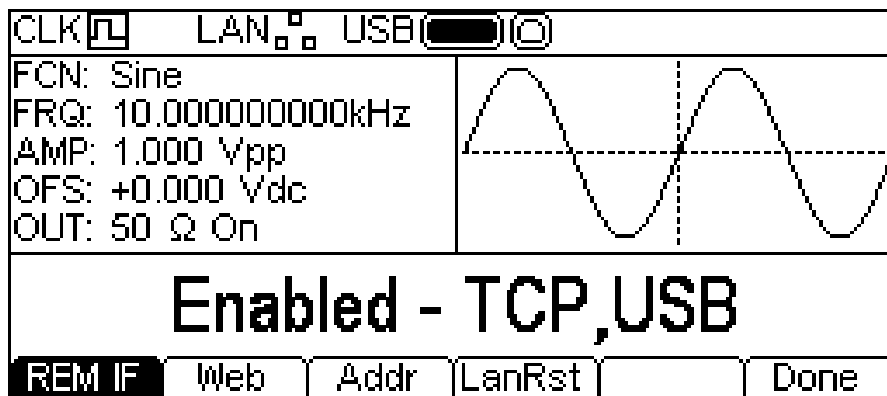 CLK LAN USB
FCN: Sine
FRQ: 10.000000000kHz
AMP: 1.000 Vpp
OFS: +0.000 Vdc
OUT: 50 Ω On
Enabled - TCP,USB
REM IF Web Addr LanRst Done